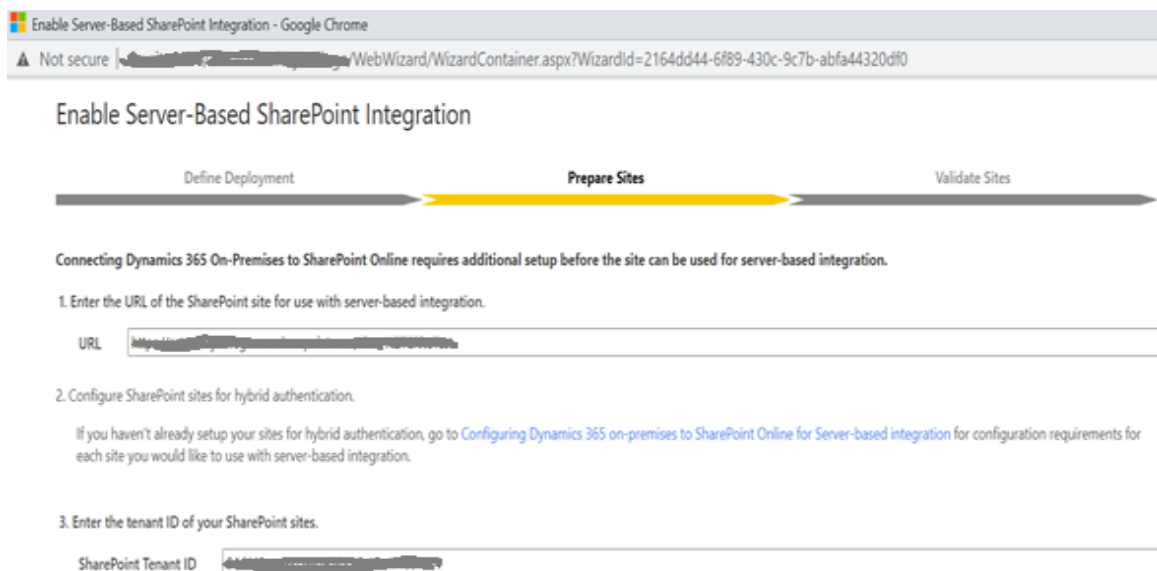 Enable Server-Based SharePoint Integration - Google Chrome
Not secure /WebWizard/WizardContainer.aspx?WizardId=2164dd44-6f89-430c-9c7b-abfa44320df0
Enable Server-Based SharePoint Integration
Define Deployment Prepare Sites Validate Sites
Connecting Dynamics 365 On-Premises to SharePoint Online requires additional setup before the site can be used for server-based integration.
1. Enter the URL of the SharePoint site for use with server-based integration.
URL
2. Configure SharePoint sites for hybrid authentication.
If you haven't already setup your sites for hybrid authentication, go to Configuring Dynamics 365 on-premises to SharePoint Online for Server-based integration for configuration requirements for
each site you would like to use with server-based integration.
3. Enter the tenant ID of your SharePoint sites.
SharePoint Tenant ID